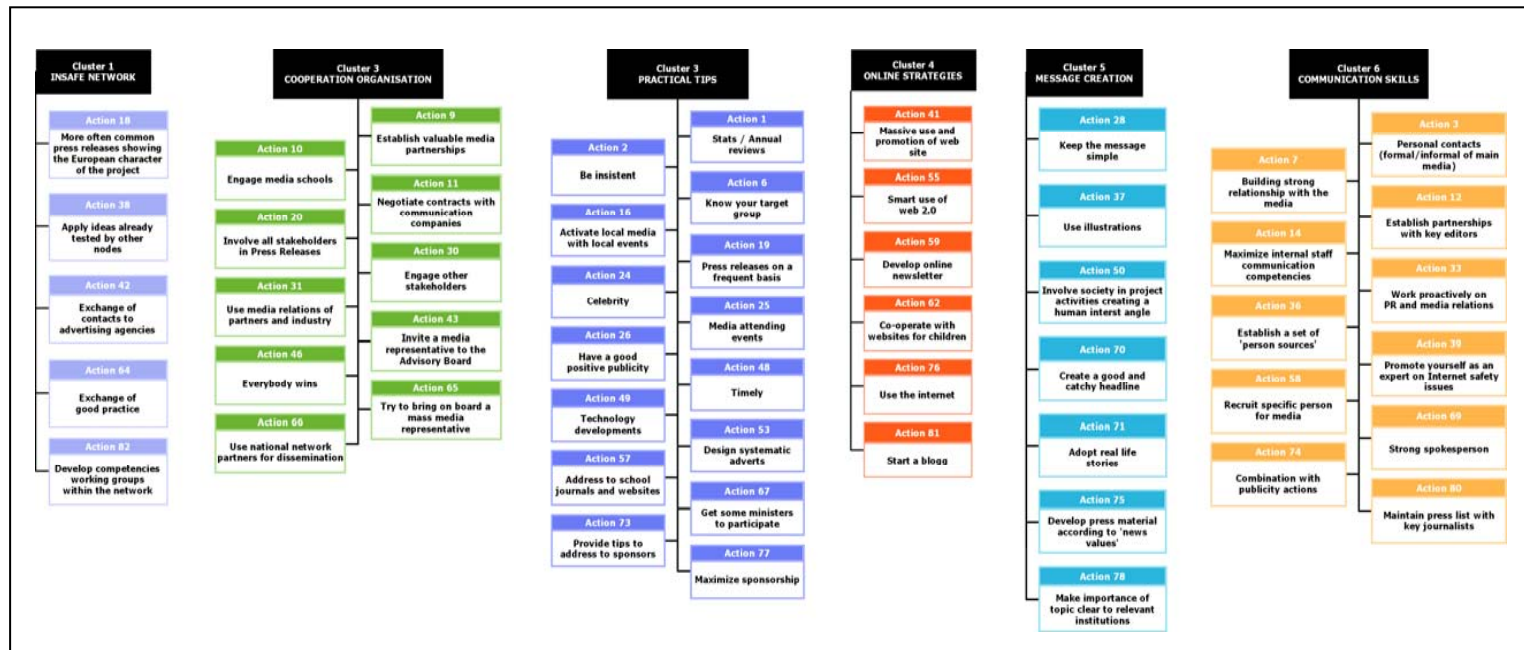 Cluster 1
INSAFE NETWORK
Action 18
More often common
press releases showing
the European character
of the project
Action 38
Apply ideas already
tested by other
nodes
Action 42
Exchange of
contacts to
advertising agencies
Action 64
Exchange of
good practice
Action 82
Develop competencies
working groups
within the network
Cluster 3
COOPERATION ORGANISATION
Action 9
Establish valuable media
partnerships
Action 10
Engage media schools
Action 11
Negotiate contracts with
communication
companies
Action 20
Involve all stakeholders
in Press Releases
Action 30
Engage other
stakeholders
Action 31
Use media relations of
partners and industry
Action 43
Invite a media
representative to the
Advisory Board
Action 46
Everybody wins
Action 65
Try to bring on board a
mass media
representative
Action 66
Use national network
partners for dissemination
Cluster 3
PRACTICAL TIPS
Action 1
Stats / Annual
reviews
Action 2
Be insistent
Action 6
Know your target
group
Action 16
Activate local media
with local events
Action 19
Press releases on a
frequent basis
Action 24
Celebrity
Action 25
Media attending
events
Action 26
Have a good
positive publicity
Action 48
Timely
Action 49
Technology
developments
Action 53
Design systematic
adverts
Action 57
Address to school
journals and websites
Action 67
Get some ministers
to participate
Action 73
Provide tips to
address to sponsors
Action 77
Maximize sponsorship
Cluster 4
ONLINE STRATEGIES
Action 41
Massive use and
promotion of web
site
Action 55
Smart use of
web 2.0
Action 59
Develop online
newsletter
Action 62
Co-operate with
websites for children
Action 76
Use the internet
Action 81
Start a blogg
Cluster 5
MESSAGE CREATION
Action 28
Keep the message
simple
Action 37
Use illustrations
Action 50
Involve society in project
activities creating a
human interst angle
Action 70
Create a good and
catchy headline
Action 71
Adopt real life
stories
Action 75
Develop press material
according to 'news
values'
Action 78
Make importance of
topic clear to relevant
institutions
Cluster 6
COMMUNICATION SKILLS
Action 3
Personal contacts
(formal/informal of main
media)
Action 7
Building strong
relationship with the
media
Action 12
Establish partnerships
with key editors
Action 14
Maximize internal staff
communication
competencies
Action 33
Work proactively on
PR and media relations
Action 36
Establish a set of
'person sources'
Action 39
Promote yourself as an
expert on Internet safety
issues
Action 58
Recruit specific person
for media
Action 69
Strong spokesperson
Action 74
Combination with
publicity actions
Action 80
Maintain press list with
key journalists